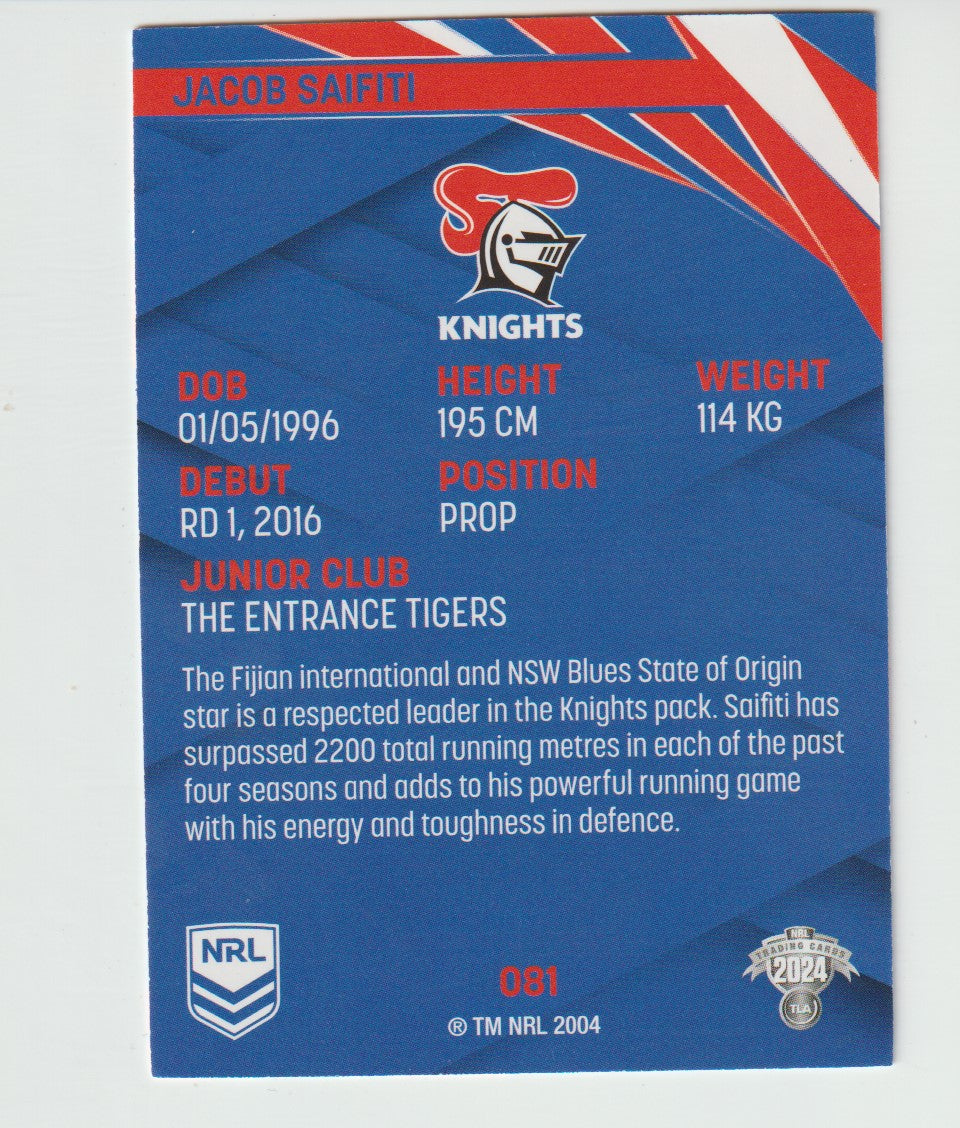 JACOB SAIFITI
KNIGHTS
DOB HEIGHT WEIGHT
01/05/1996 195 CM 114 KG
DEBUT POSITION
RD 1, 2016 PROP
JUNIOR CLUB
THE ENTRANCE TIGERS
The Fijian international and NSW Blues State of Origin
star is a respected leader in the Knights pack. Saifiti has
surpassed 2200 total running metres in each of the past
four seasons and adds to his powerful running game
with his energy and toughness in defence.
NRL
081
® TM NRL 2004
NRL
TRADING CARDS
2024
TLA